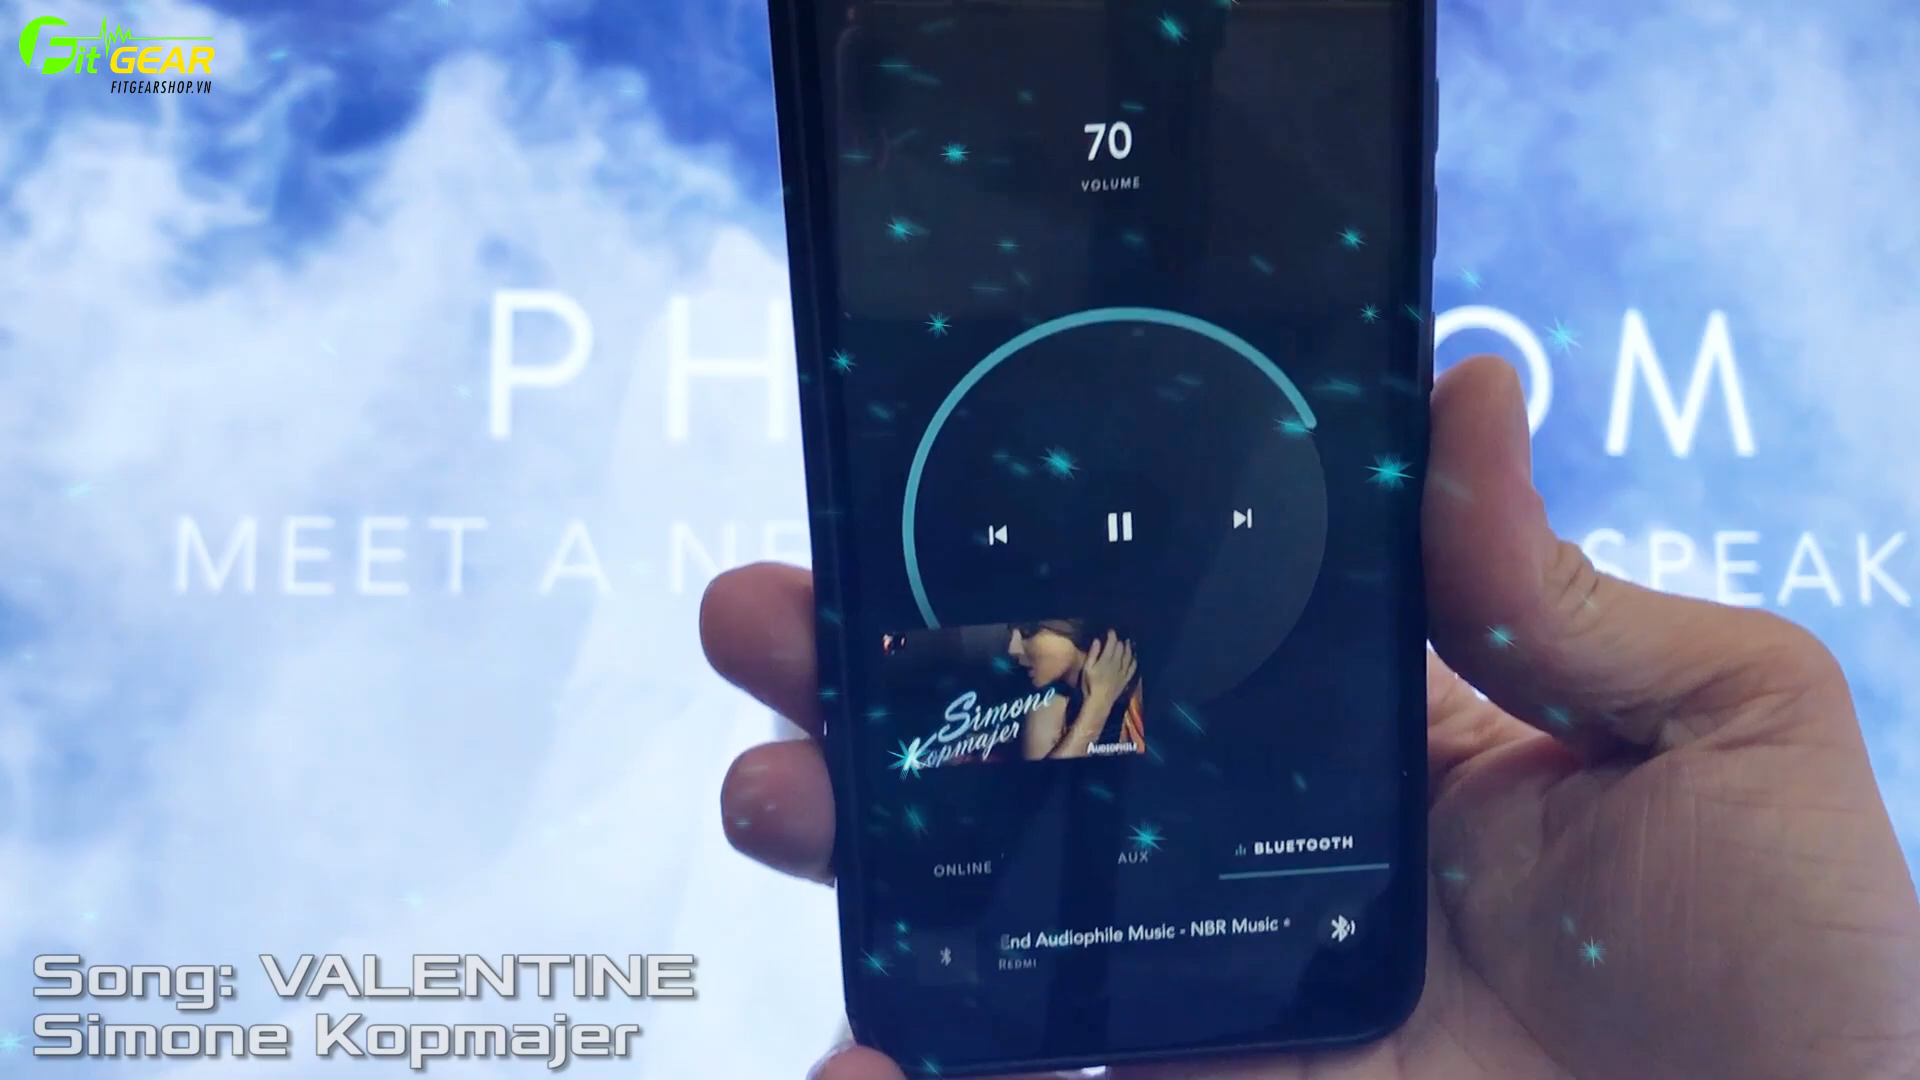 Fit GEAR
FITGEARSHOP.VN
70
VOLUME
PH OM
MEET A NE SPEAK
Simone
Kopmajer
AUDIOPHILE
ONLINE
AUX
BLUETOOTH
End Audiophile Music - NBR Music
REDMI
Song: VALENTINE
Simone Kopmajer